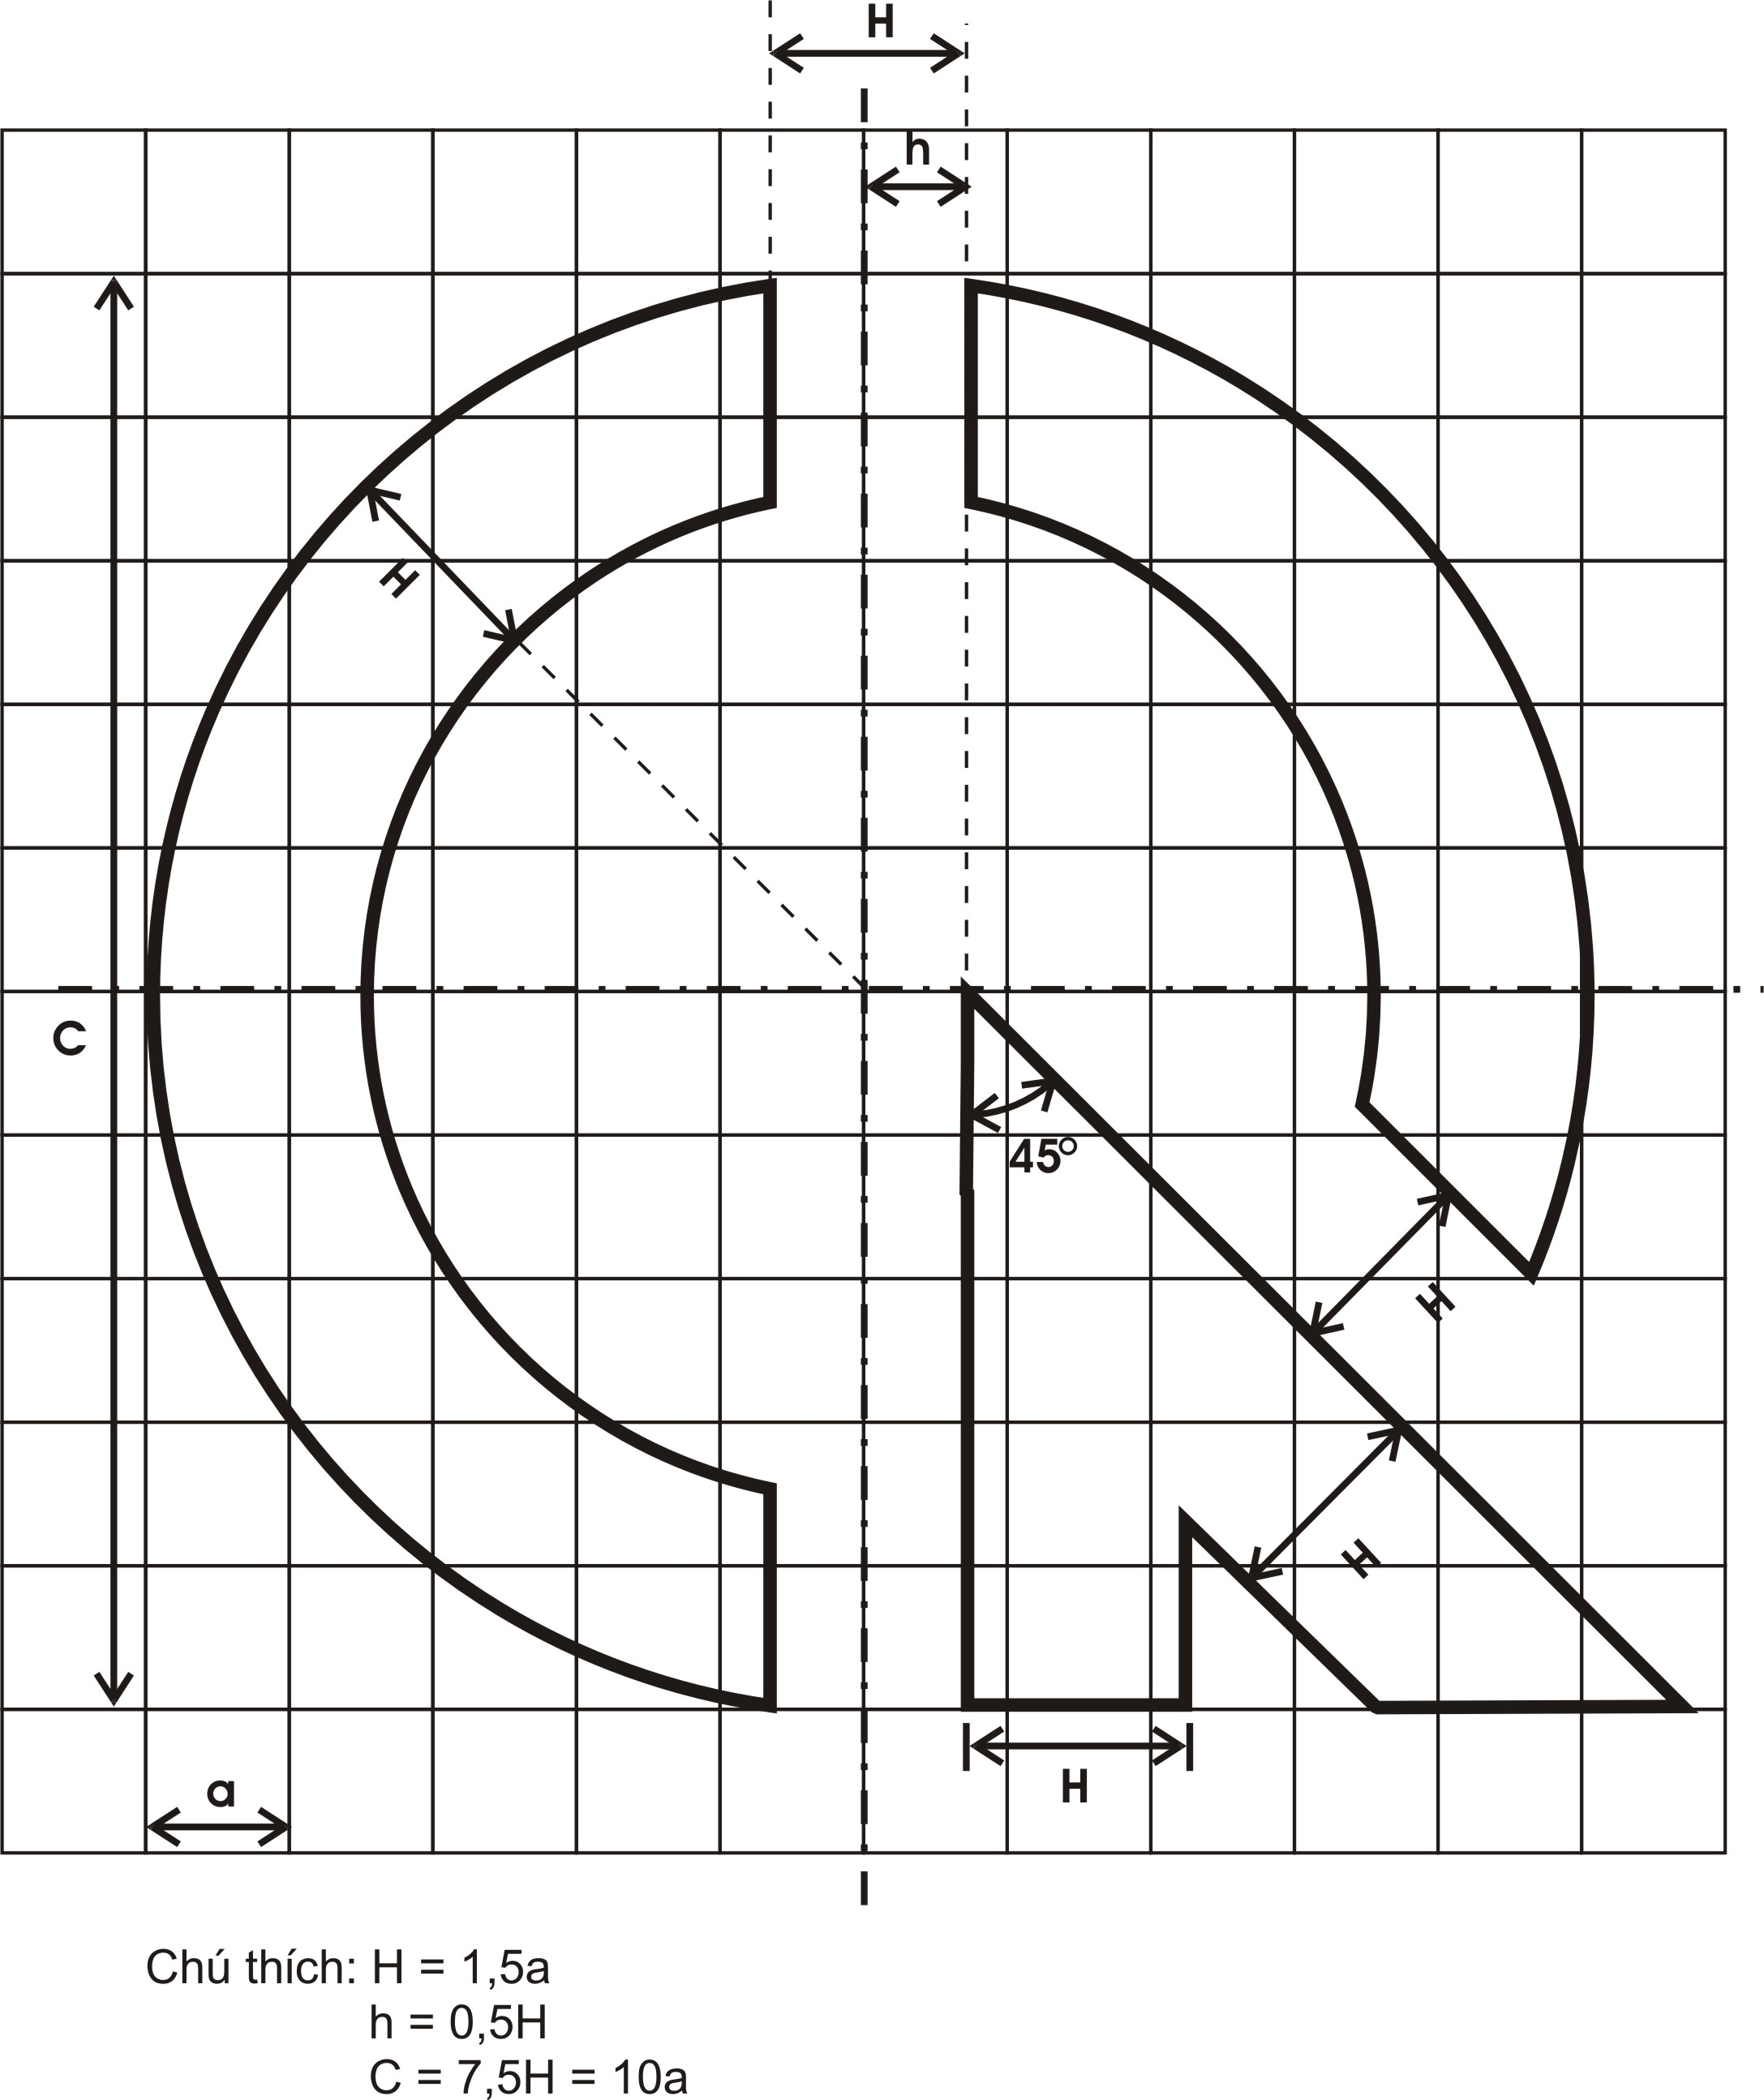 H
h
H
C
45°
H
H
a
H
Chú thích: H = 1,5a
h = 0,5H
C = 7,5H = 10a